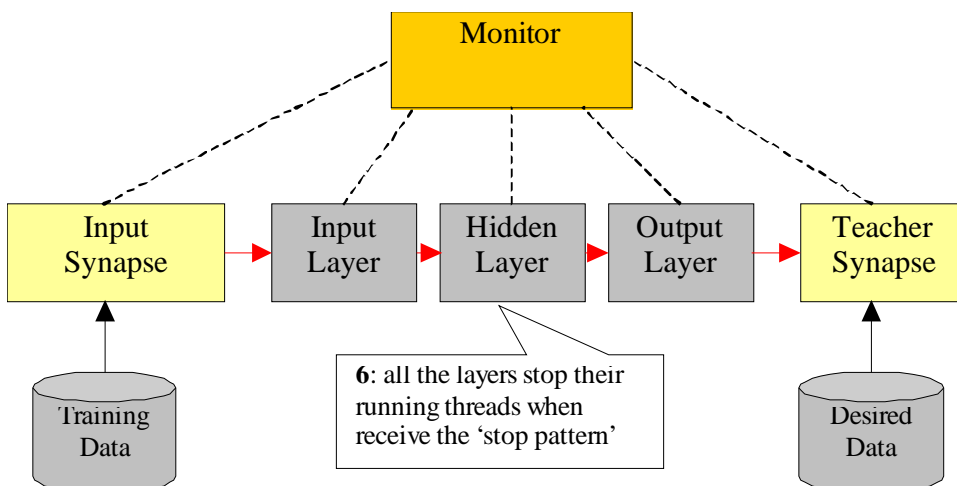 Monitor
Input
Synapse
Input
Layer
Hidden
Layer
Output
Layer
Teacher
Synapse
6: all the layers stop their
running threads when
receive the ‘stop pattern’
Training
Data
Desired
Data